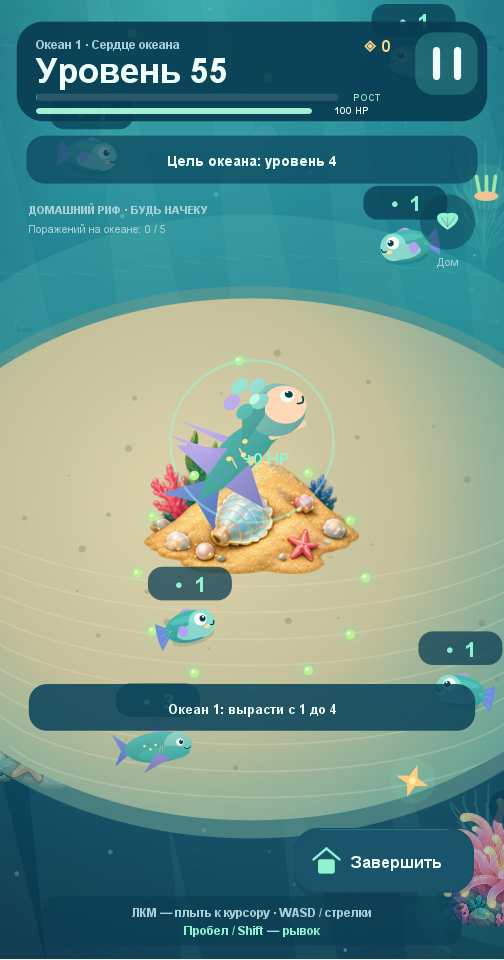 1
Океан 1 · Сердце океана
0
Уровень 55
РОСТ
100 HP
Цель океана: уровень 4
ДОМАШНИЙ РИФ · БУДЬ НАЧЕКУ
Поражений на океане: 0 / 5
1
Дом
+0 HP
1
1
3
Океан 1: вырасти с 1 до 4
Завершить
ЛКМ — плыть к курсору · WASD / стрелки
Пробел / Shift — рывок